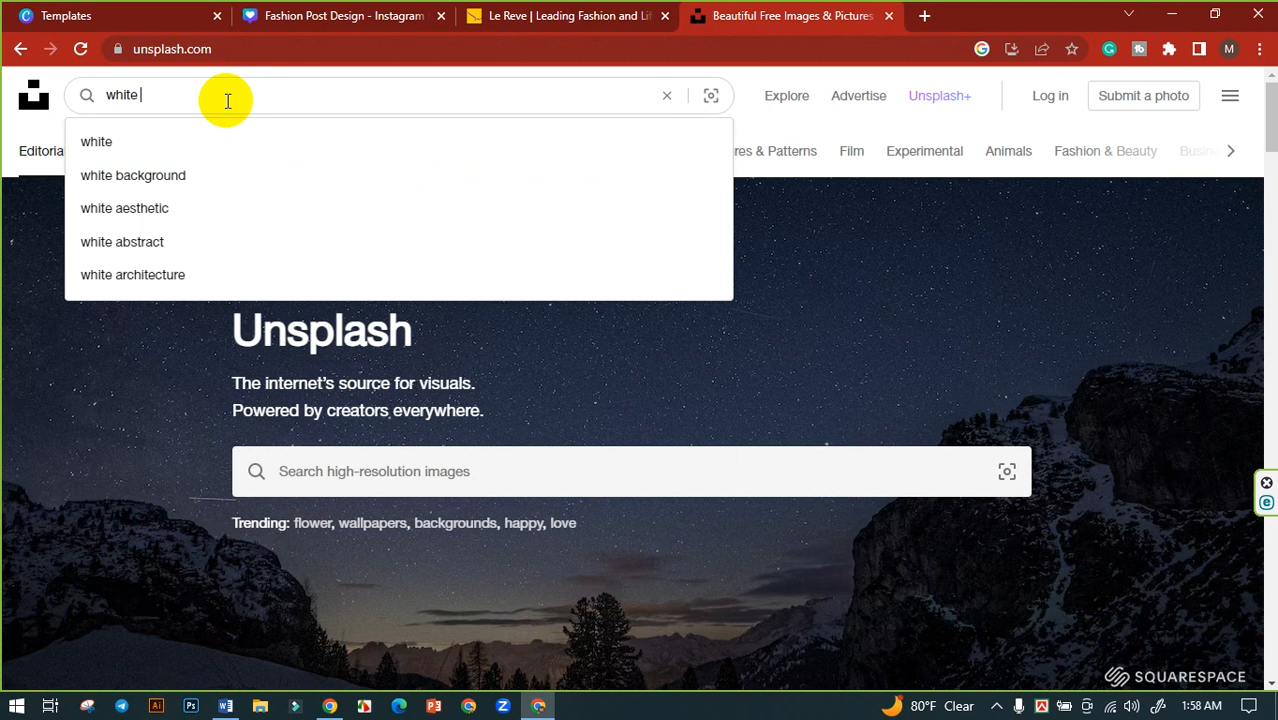 Templates
Fashion Post Design - Instagram
Le Reve | Leading Fashion and Lif
Beautiful Free Images & Pictures
unsplash.com
M
white
Explore
Advertise
Unsplash+
Log in
Submit a photo
Editoria
res & Patterns
Film
Experimental
Animals
Fashion & Beauty
Busin
white
white background
white aesthetic
white abstract
white architecture
Unsplash
The internet's source for visuals.
Powered by creators everywhere.
Search high-resolution images
Trending: flower, wallpapers, backgrounds, happy, love
SQUARESPACE
80°F Clear
1:58 AM